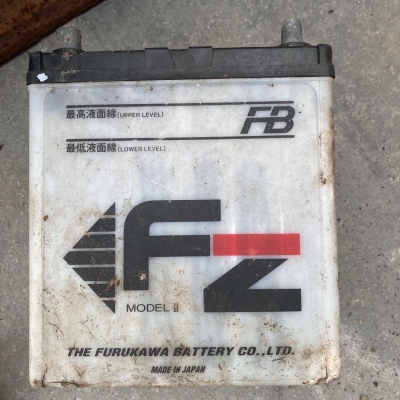 最高液面線(UPPER LEVEL)
FB
最低液面線(LOWER LEVEL)
FZ
MODEL II
THE FURUKAWA BATTERY CO.,LTD.
MADE IN JAPAN